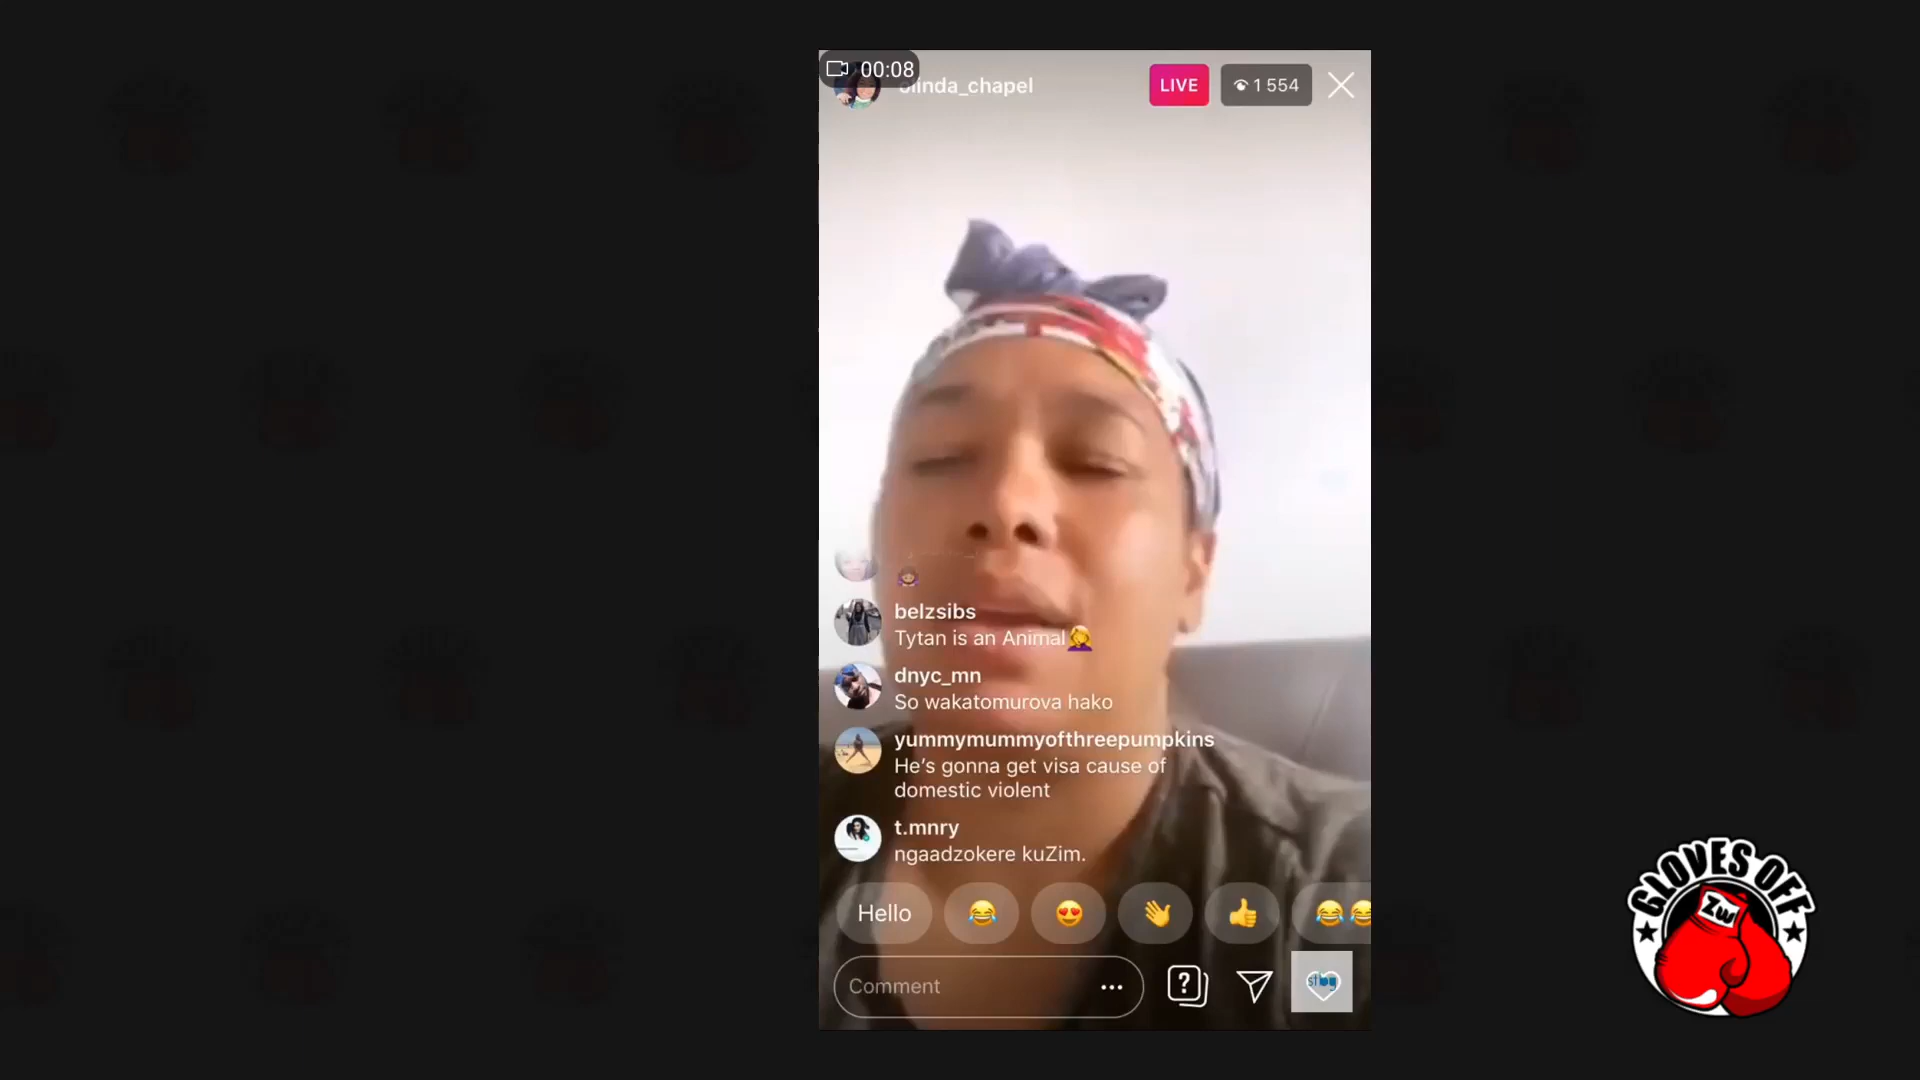 00:08
olinda_chapel
LIVE
1 554
belzsibs
Tytan is an Animal🤦‍♀️
dnyc_mn
So wakatomurova hako
yummymummyofthreepumpkins
He's gonna get visa cause of
domestic violent
t.mnry
ngaadzokere kuZim.
Hello
Comment
GLOVES OFF
ZW